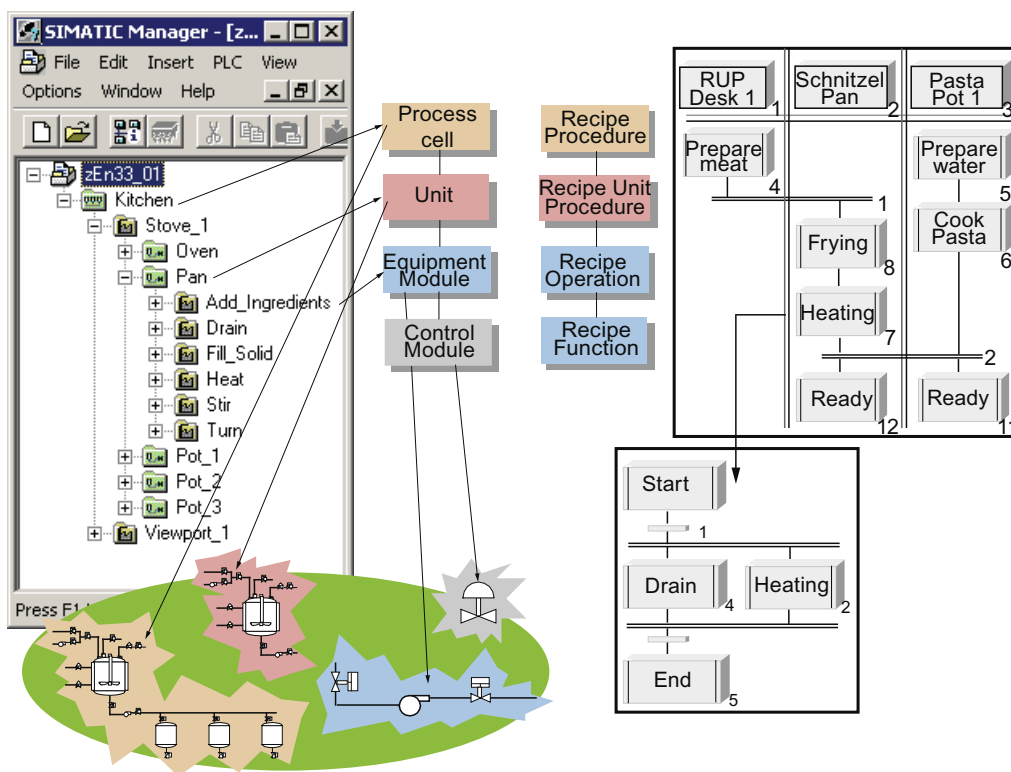 SIMATIC Manager - [z...
File Edit Insert PLC View
Options Window Help
zEn33_01
Kitchen
Stove_1
Oven
Pan
Add_Ingredients
Drain
Fill_Solid
Heat
Stir
Turn
Pot_1
Pot_2
Pot_3
Viewport_1
Press F1
Process
cell
Unit
Equipment
Module
Control
Module
Recipe
Procedure
Recipe Unit
Procedure
Recipe
Operation
Recipe
Function
RUP
Desk 1
1
Schnitzel
Pan
2
Pasta
Pot 1
3
Prepare
meat
4
Prepare
water
5
1
Frying
8
Cook
Pasta
6
Heating
7
2
Ready
12
Ready
11
Start
1
Drain
4
Heating
2
End
5